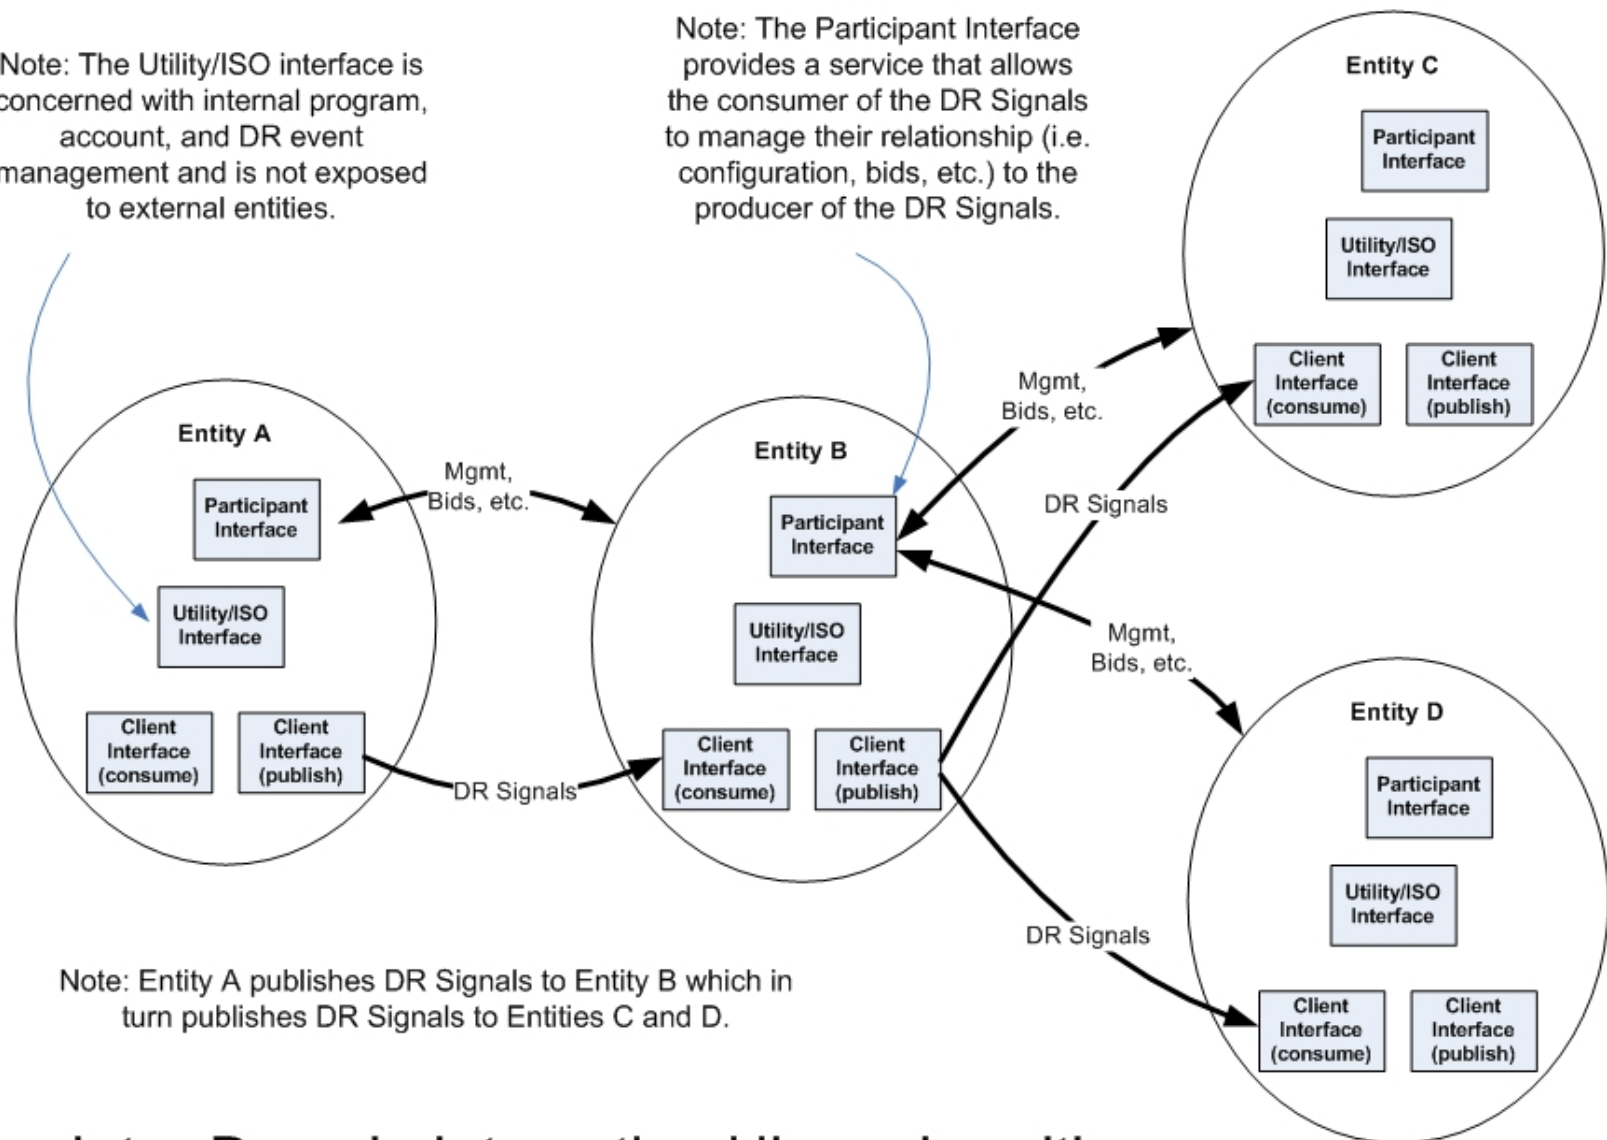 Note: The Utility/ISO interface is
concerned with internal program,
account, and DR event
management and is not exposed
to external entities.
Note: The Participant Interface
provides a service that allows
the consumer of the DR Signals
to manage their relationship (i.e.
configuration, bids, etc.) to the
producer of the DR Signals.
Entity C
Participant
Interface
Utility/ISO
Interface
Client
Interface
(consume)
Client
Interface
(publish)
Mgmt,
Bids, etc.
DR Signals
Entity A
Participant
Interface
Utility/ISO
Interface
Client
Interface
(consume)
Client
Interface
(publish)
Mgmt,
Bids, etc.
DR Signals
Entity B
Participant
Interface
Utility/ISO
Interface
Client
Interface
(consume)
Client
Interface
(publish)
Mgmt,
Bids, etc.
DR Signals
Entity D
Participant
Interface
Utility/ISO
Interface
Client
Interface
(consume)
Client
Interface
(publish)
Note: Entity A publishes DR Signals to Entity B which in
turn publishes DR Signals to Entities C and D.